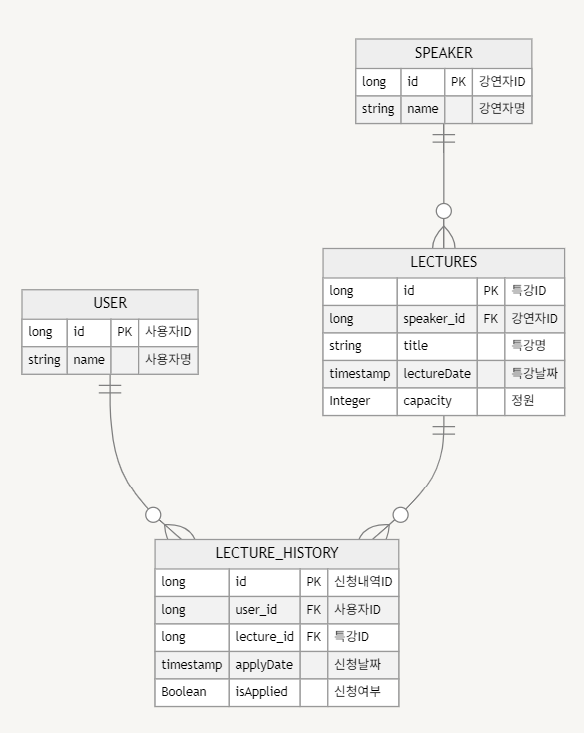 SPEAKER
long id PK 강연자ID
string name 강연자명
LECTURES
long id PK 특강ID
long speaker_id FK 강연자ID
string title 특강명
timestamp lectureDate 특강날짜
Integer capacity 정원
USER
long id PK 사용자ID
string name 사용자명
LECTURE_HISTORY
long id PK 신청내역ID
long user_id FK 사용자ID
long lecture_id FK 특강ID
timestamp applyDate 신청날짜
Boolean isApplied 신청여부